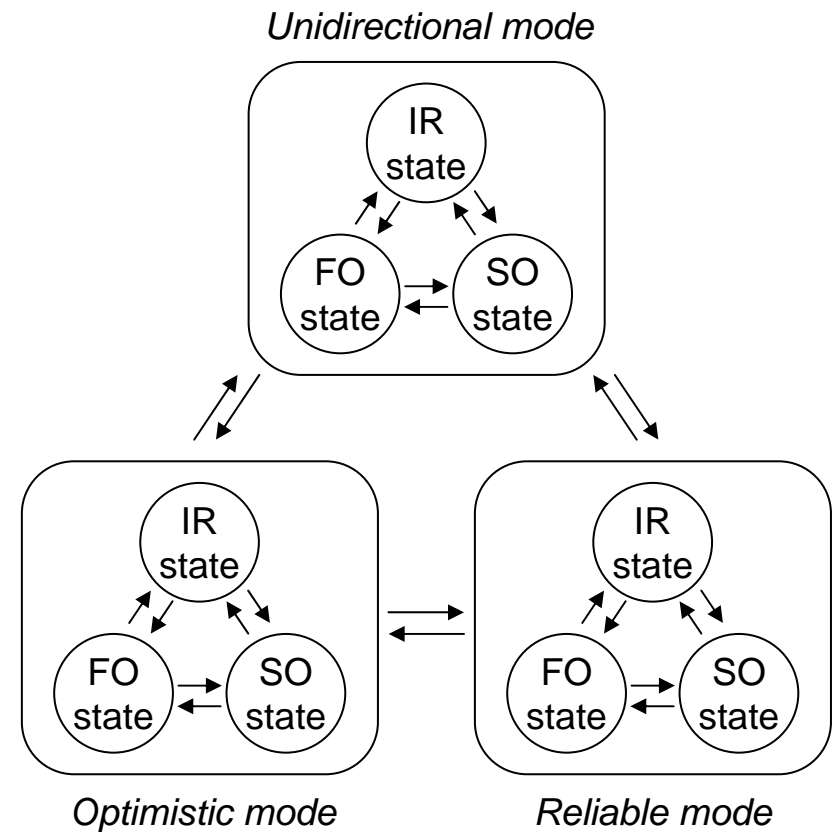 Unidirectional mode
IR
state
FO
state
SO
state
IR
state
FO
state
SO
state
Optimistic mode
IR
state
FO
state
SO
state
Reliable mode